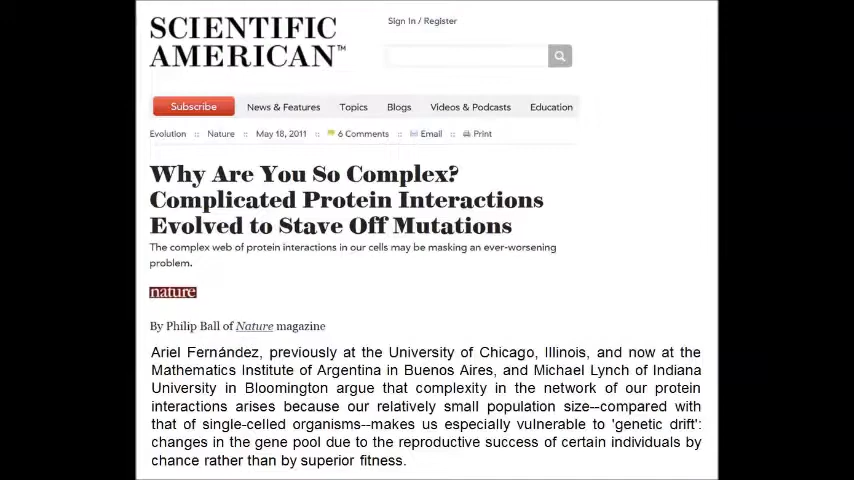 SCIENTIFIC
AMERICAN™
Sign In / Register
Subscribe News & Features Topics Blogs Videos & Podcasts Education
Evolution :: Nature :: May 18, 2011 :: 6 Comments :: Email :: Print
Why Are You So Complex?
Complicated Protein Interactions
Evolved to Stave Off Mutations
The complex web of protein interactions in our cells may be masking an ever-worsening
problem.
nature
By Philip Ball of Nature magazine
Ariel Fernández, previously at the University of Chicago, Illinois, and now at the
Mathematics Institute of Argentina in Buenos Aires, and Michael Lynch of Indiana
University in Bloomington argue that complexity in the network of our protein
interactions arises because our relatively small population size--compared with
that of single-celled organisms--makes us especially vulnerable to 'genetic drift':
changes in the gene pool due to the reproductive success of certain individuals by
chance rather than by superior fitness.